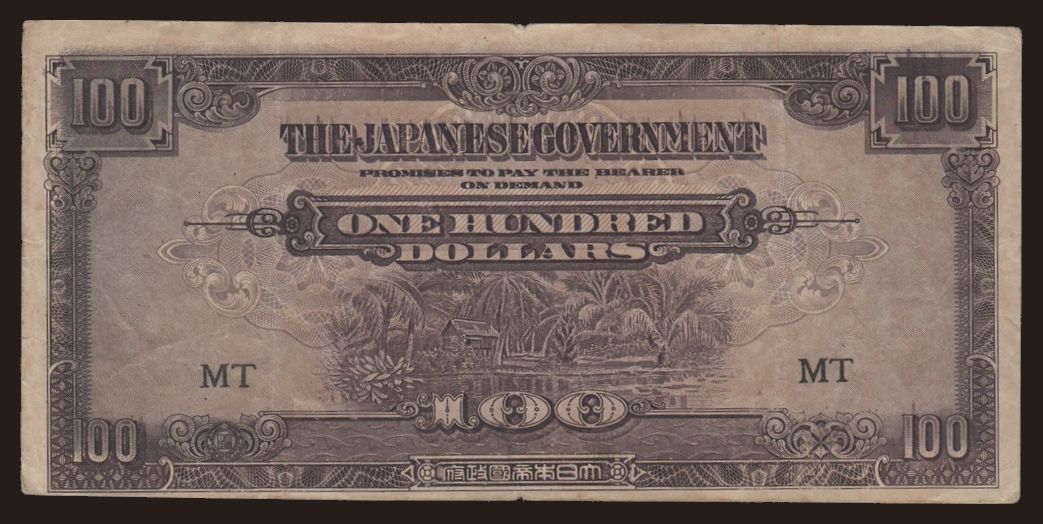 100 100
THE JAPANESE GOVERNMENT
PROMISES TO PAY THE BEARER
ON DEMAND
ONE HUNDRED
DOLLARS
MT MT
100
100 100
府政國帝本日大